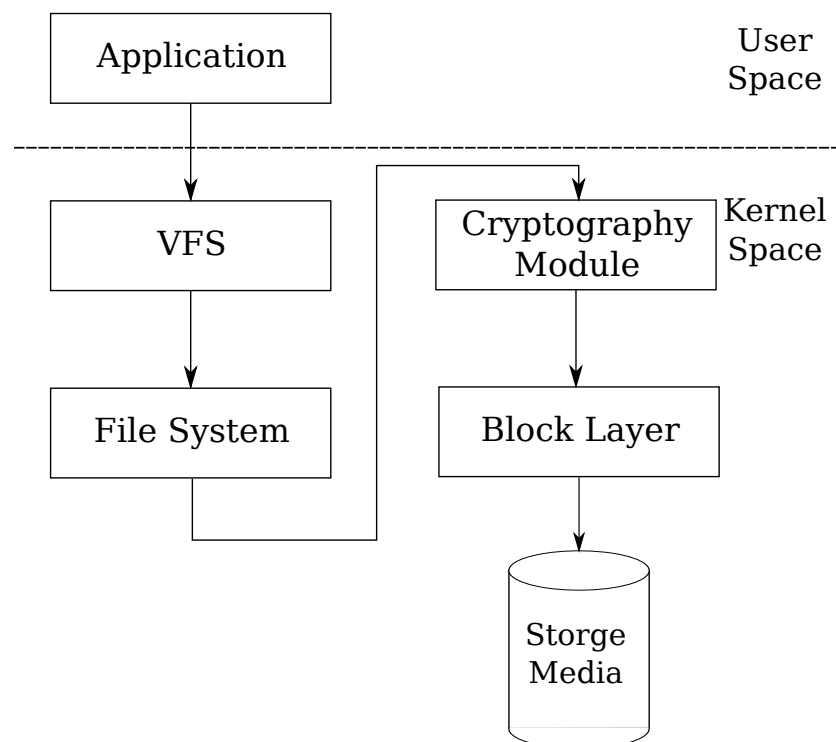 Application
User
Space
VFS
Cryptography
Module
Kernel
Space
File System
Block Layer
Storge
Media